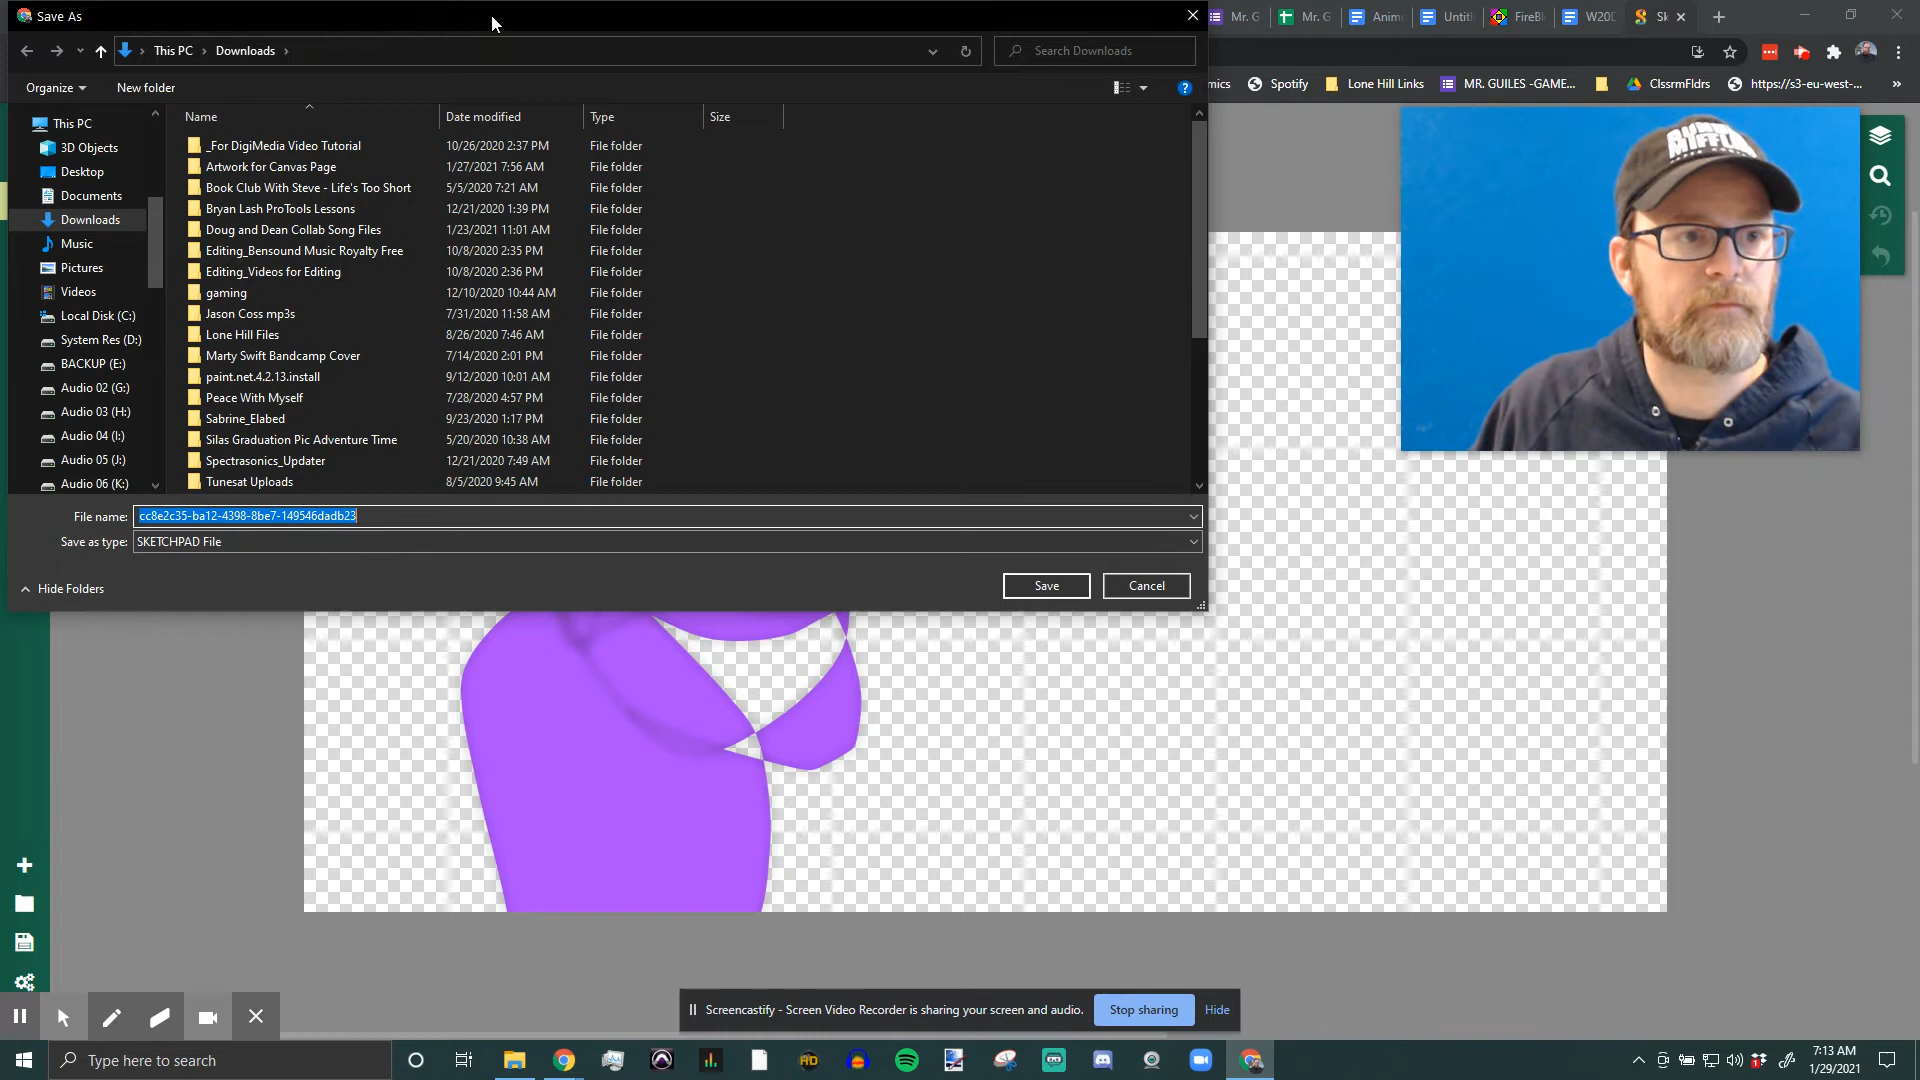 Save As
Mr. G
Mr. G
Anim
Untitl
FireBl
W20D
Sk
This PC
Downloads
Search Downloads
Organize
New folder
mics
Spotify
Lone Hill Links
MR. GUILES -GAME...
ClssrmFldrs
https://s3-eu-west-...
Name
Date modified
Type
Size
This PC
3D Objects
Desktop
Documents
Downloads
Music
Pictures
Videos
Local Disk (C:)
System Res (D:)
BACKUP (E:)
Audio 02 (G:)
Audio 03 (H:)
Audio 04 (I:)
Audio 05 (J:)
Audio 06 (K:)
_For DigiMedia Video Tutorial 10/26/2020 2:37 PM File folder
Artwork for Canvas Page 1/27/2021 7:56 AM File folder
Book Club With Steve - Life's Too Short 5/5/2020 7:21 AM File folder
Bryan Lash ProTools Lessons 12/21/2020 1:39 PM File folder
Doug and Dean Collab Song Files 1/23/2021 11:01 AM File folder
Editing_Bensound Music Royalty Free 10/8/2020 2:35 PM File folder
Editing_Videos for Editing 10/8/2020 2:36 PM File folder
gaming 12/10/2020 10:44 AM File folder
Jason Coss mp3s 7/31/2020 11:58 AM File folder
Lone Hill Files 8/26/2020 7:46 AM File folder
Marty Swift Bandcamp Cover 7/14/2020 2:01 PM File folder
paint.net.4.2.13.install 9/12/2020 10:01 AM File folder
Peace With Myself 7/28/2020 4:57 PM File folder
Sabrine_Elabed 9/23/2020 1:17 PM File folder
Silas Graduation Pic Adventure Time 5/20/2020 10:38 AM File folder
Spectrasonics_Updater 12/21/2020 7:49 AM File folder
Tunesat Uploads 8/5/2020 9:45 AM File folder
File name: cc8e2c35-ba12-4398-8be7-149546dadb23
Save as type: SKETCHPAD File
Hide Folders
Save
Cancel
Screencastify - Screen Video Recorder is sharing your screen and audio.
Stop sharing
Hide
Type here to search
HD
7:13 AM
1/29/2021